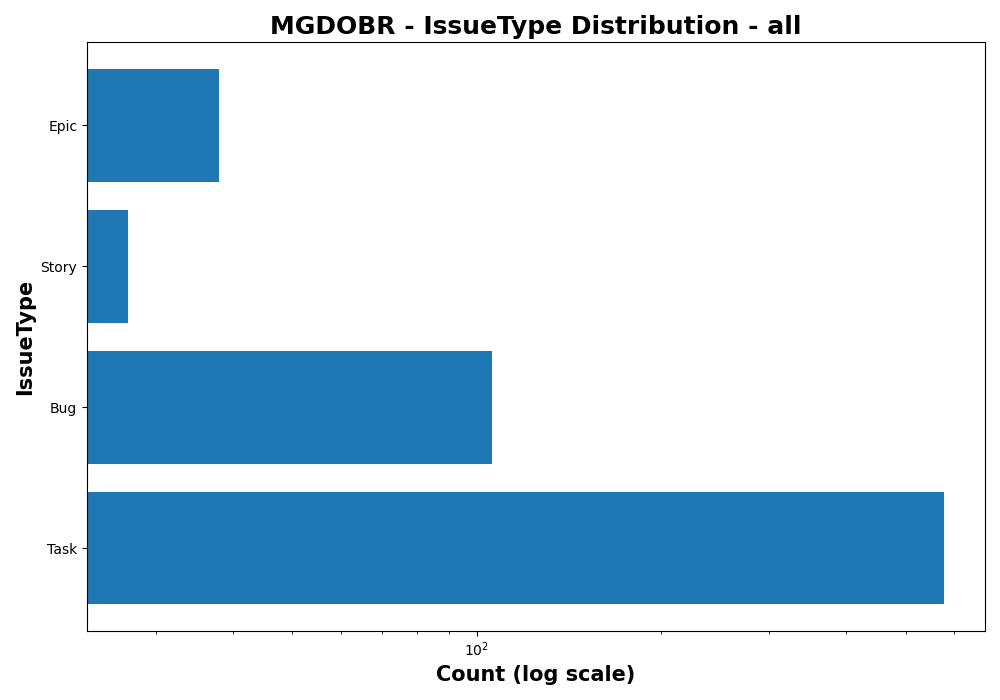 MGDOBR - IssueType Distribution - all
Epic
Story
Bug
Task
IssueType
10²
Count (log scale)